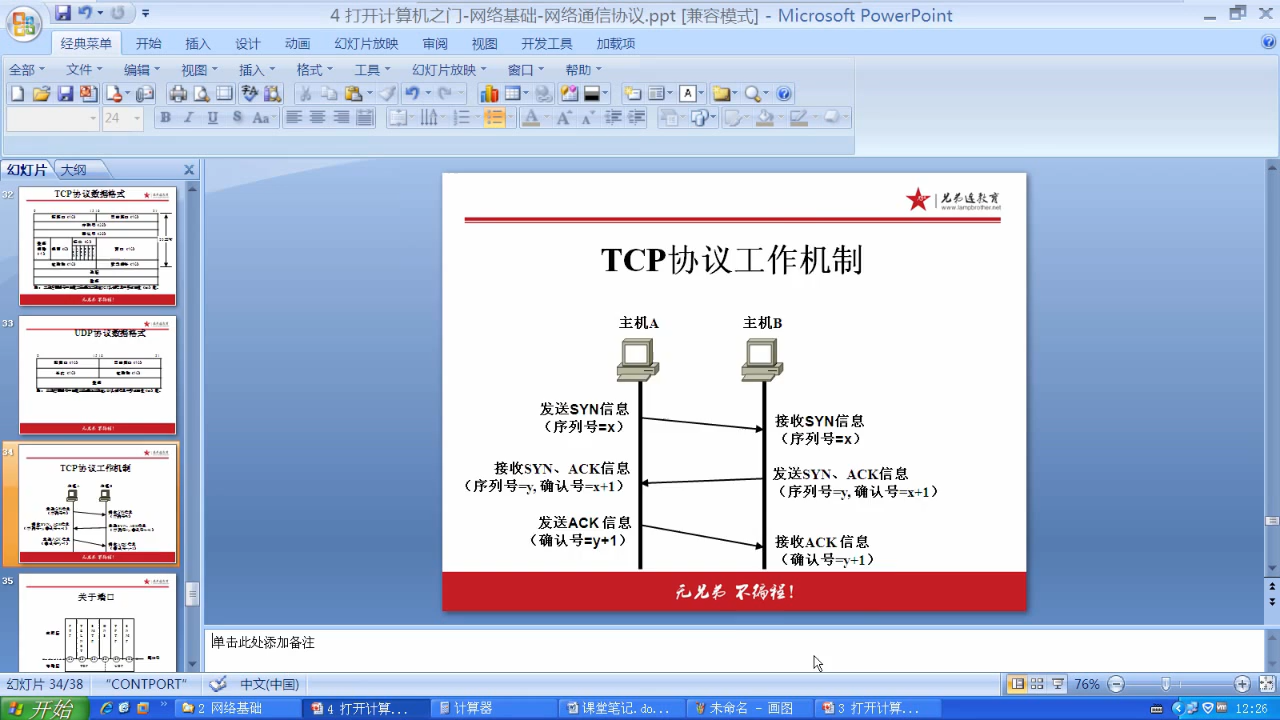 4 打开计算机之门-网络基础-网络通信协议.ppt [兼容模式] - Microsoft PowerPoint
经典菜单 开始 插入 设计 动画 幻灯片放映 审阅 视图 开发工具 加载项
全部 文件 编辑 视图 插入 格式 工具 幻灯片放映 窗口 帮助
24
幻灯片 大纲
32
TCP协议数据格式
33
UDP协议数据格式
34
TCP协议工作机制
35
关于端口
兄弟连教育
www.lampbrother.net
TCP协议工作机制
主机A 主机B
发送SYN信息
（序列号=x）
接收SYN信息
（序列号=x）
接收SYN、ACK信息
（序列号=y, 确认号=x+1）
发送SYN、ACK信息
（序列号=y, 确认号=x+1）
发送ACK 信息
（确认号=y+1）
接收ACK 信息
（确认号=y+1）
无兄弟 不编程！
单击此处添加备注
幻灯片 34/38 "CONTPORT" 中文(中国) 76%
开始 2 网络基础 4 打开计算... 计算器 课堂笔记.do... 未命名 - 画图 3 打开计算... 12:26